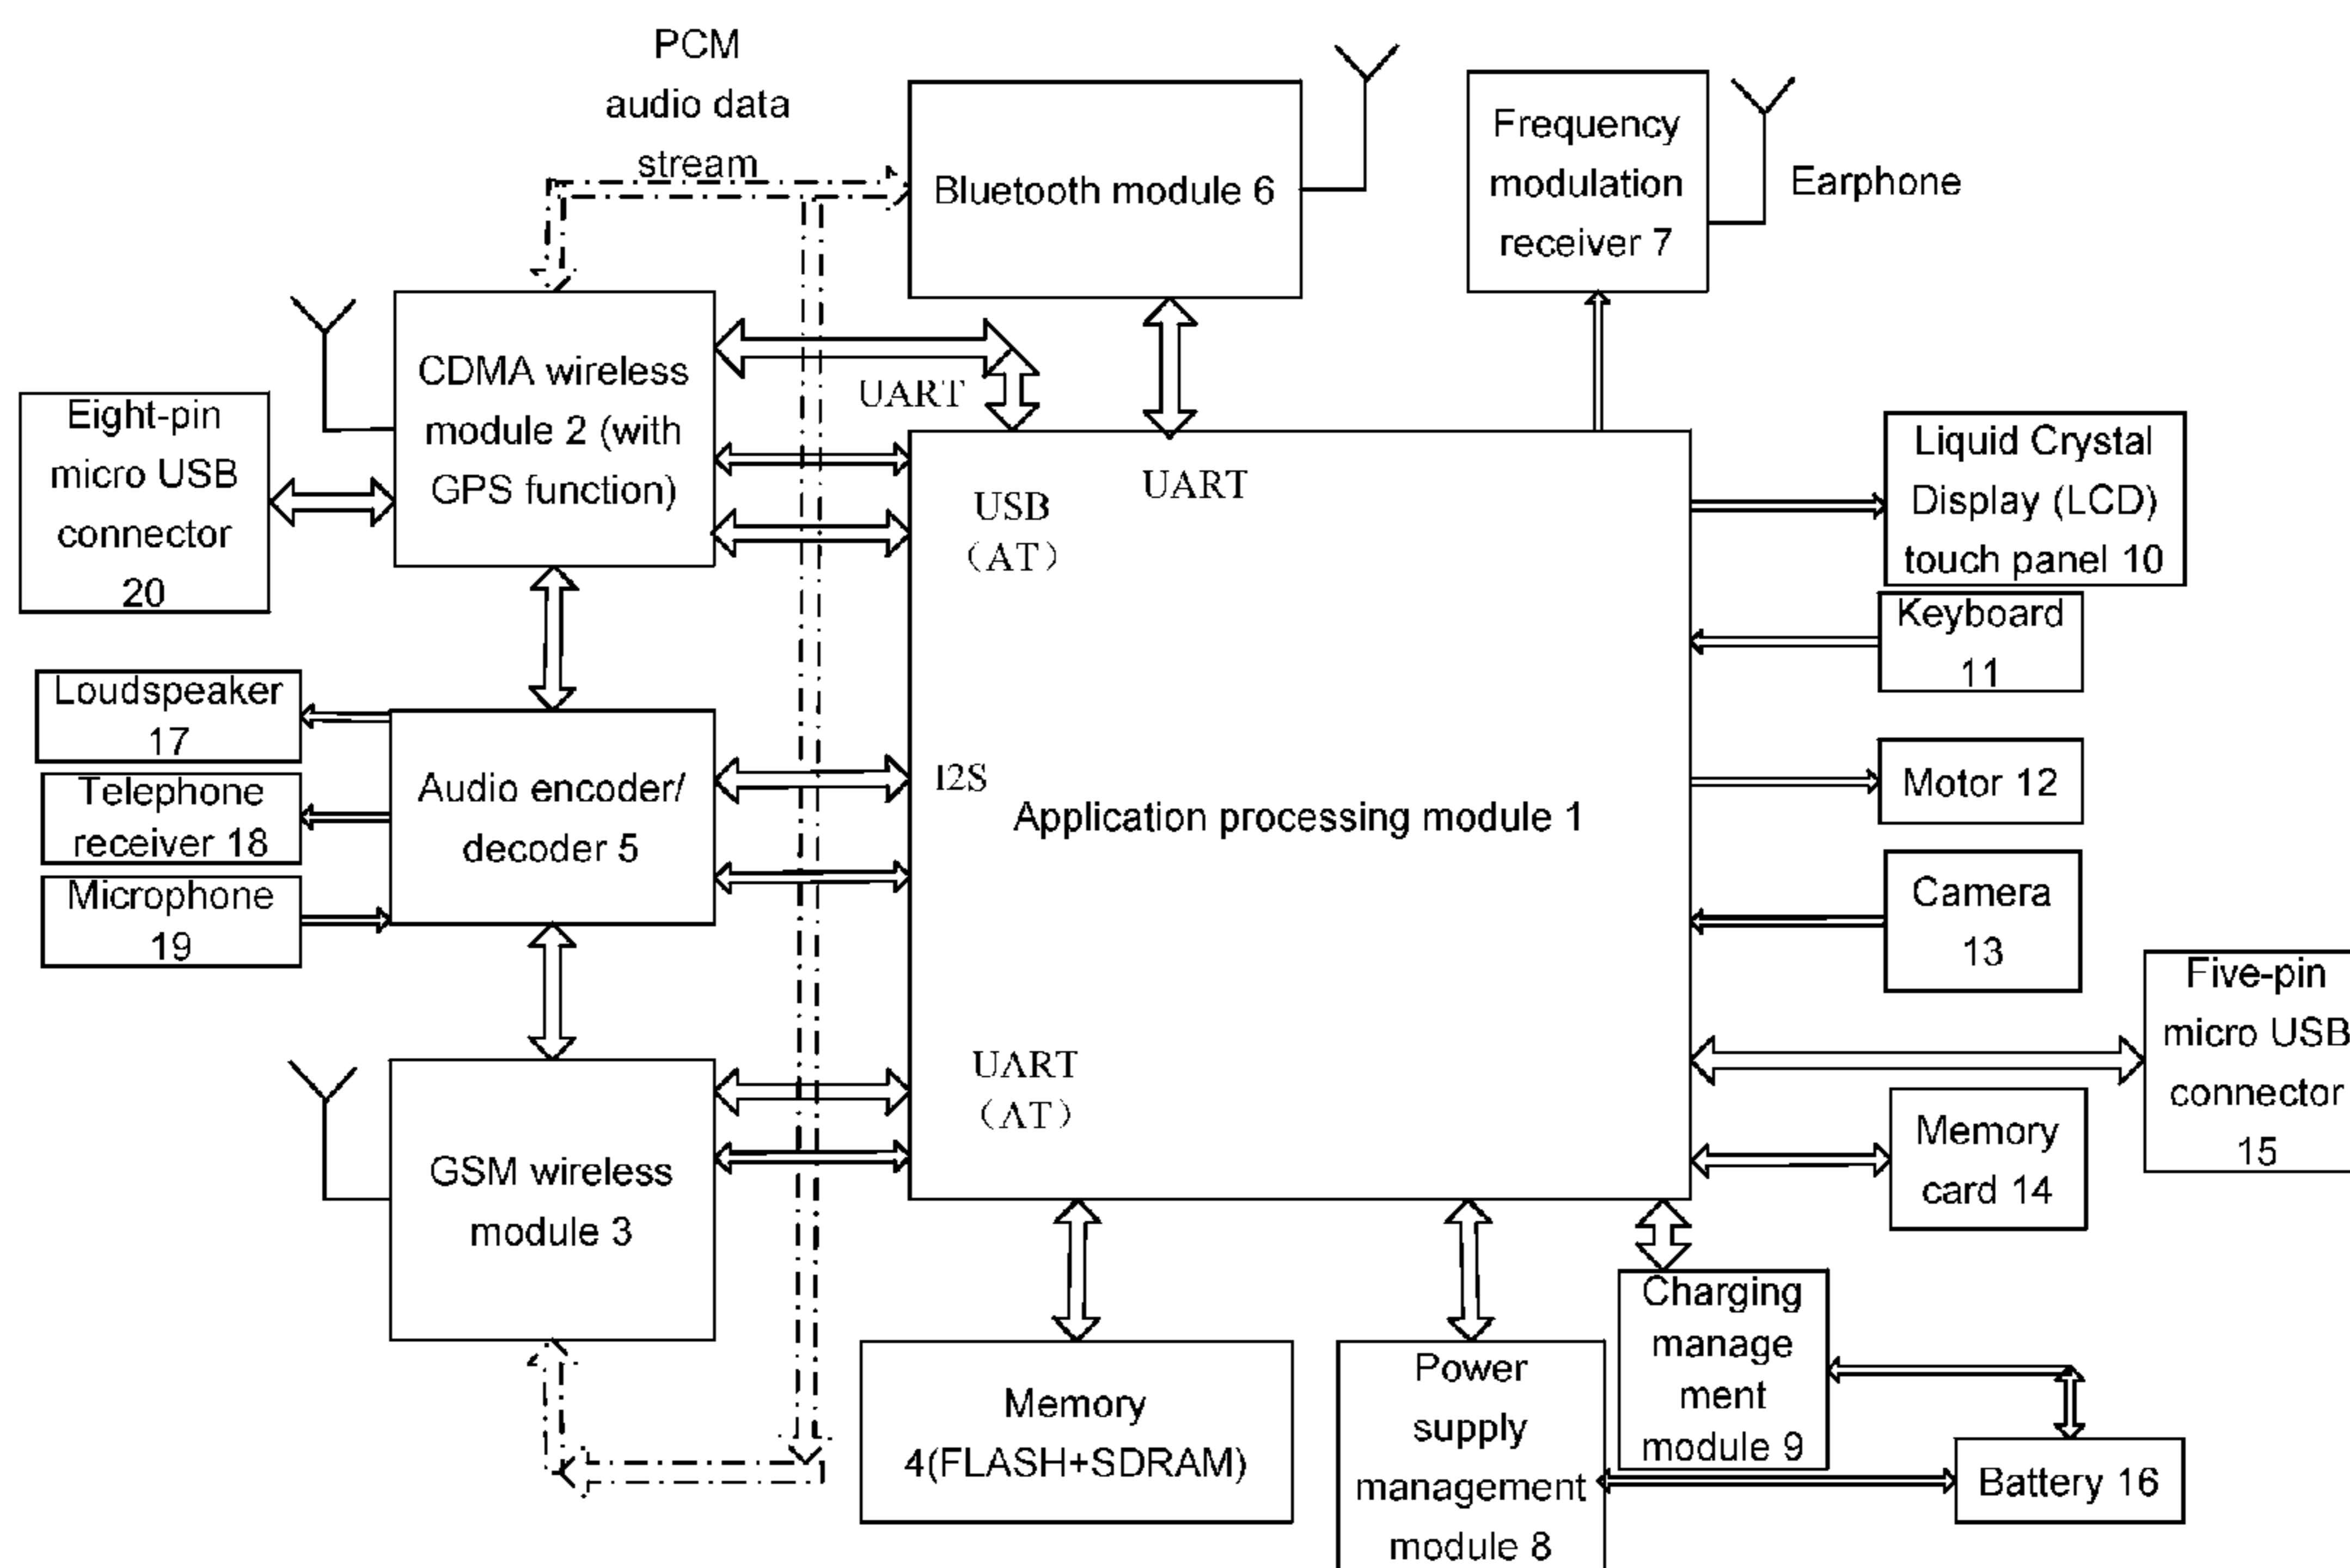 PCM
audio data
stream
Bluetooth module 6
Frequency
modulation
receiver 7
Earphone
CDMA wireless
module 2 (with
GPS function)
Eight-pin
micro USB
connector
20
UART
USB
(AT)
UART
Liquid Crystal
Display (LCD)
touch panel 10
Keyboard
11
Loudspeaker
17
Telephone
receiver 18
Microphone
19
Audio encoder/
decoder 5
I2S
Application processing module 1
Motor 12
Camera
13
Five-pin
micro USB
connector
15
Memory
card 14
UART
(AT)
GSM wireless
module 3
Memory
4(FLASH+SDRAM)
Power
supply
management
module 8
Charging
manage
ment
module 9
Battery 16